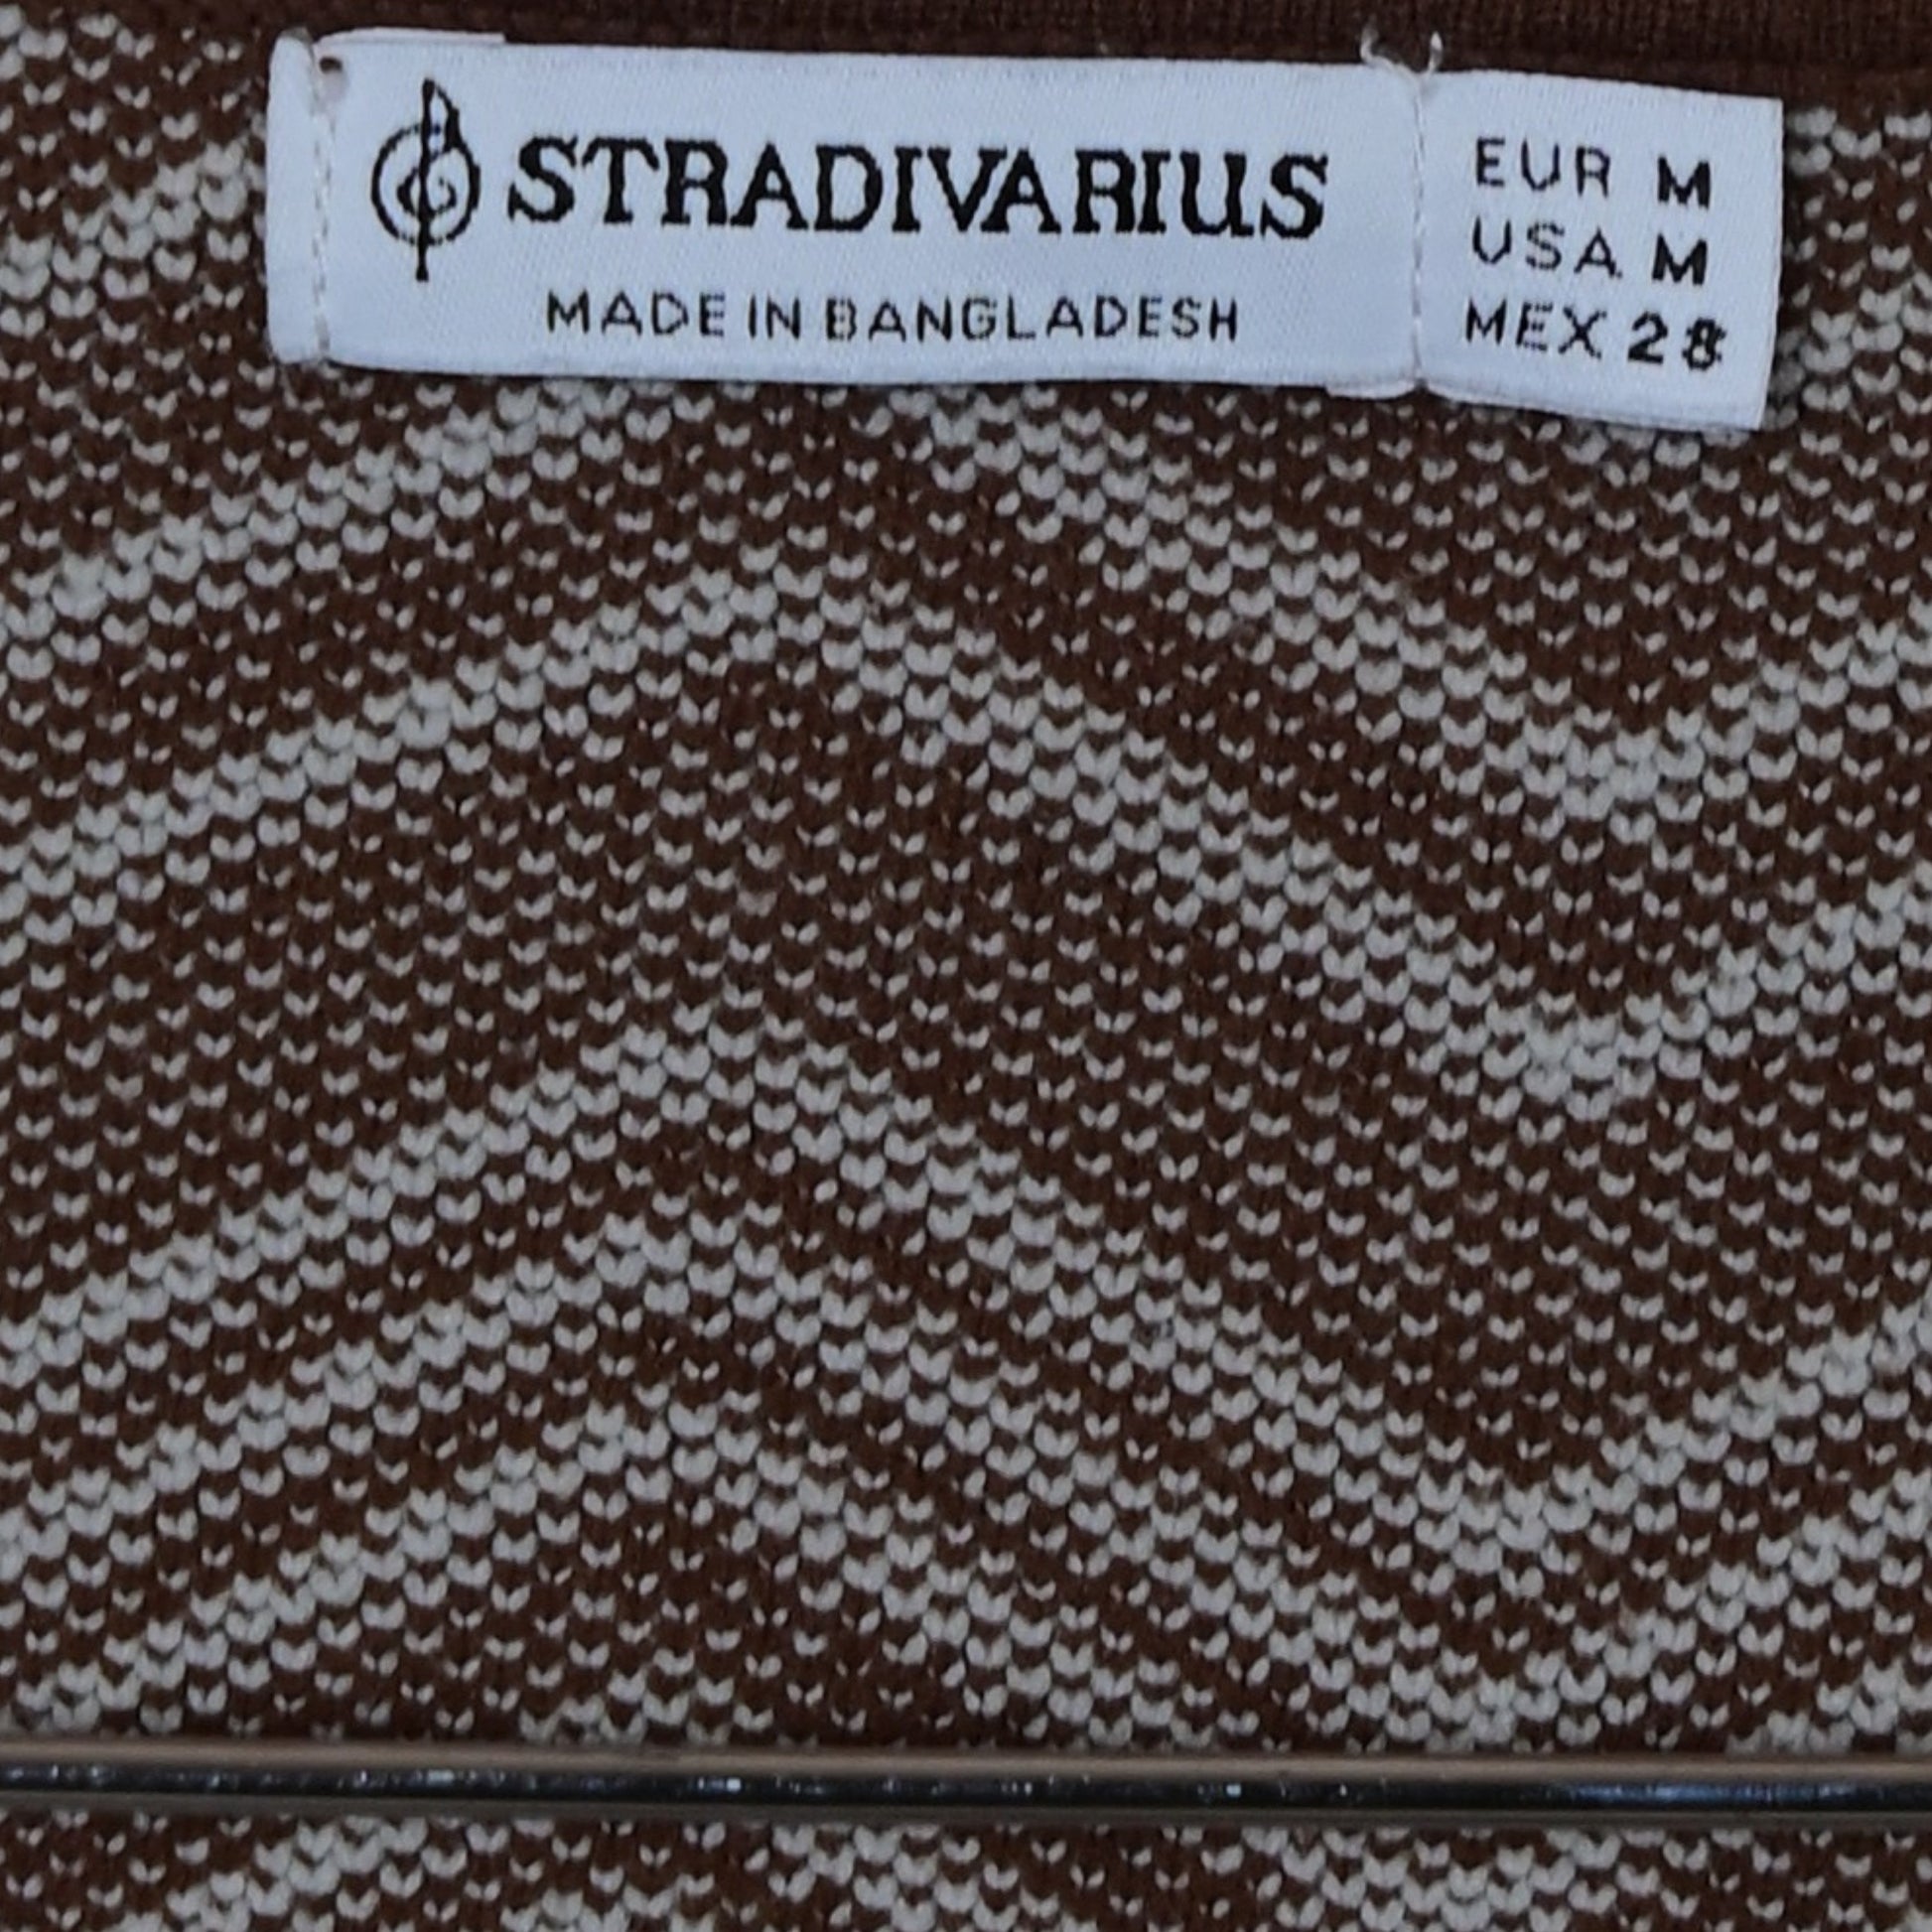 STRADIVARIUS
MADE IN BANGLADESH
EUR M
USA M
MEX 28